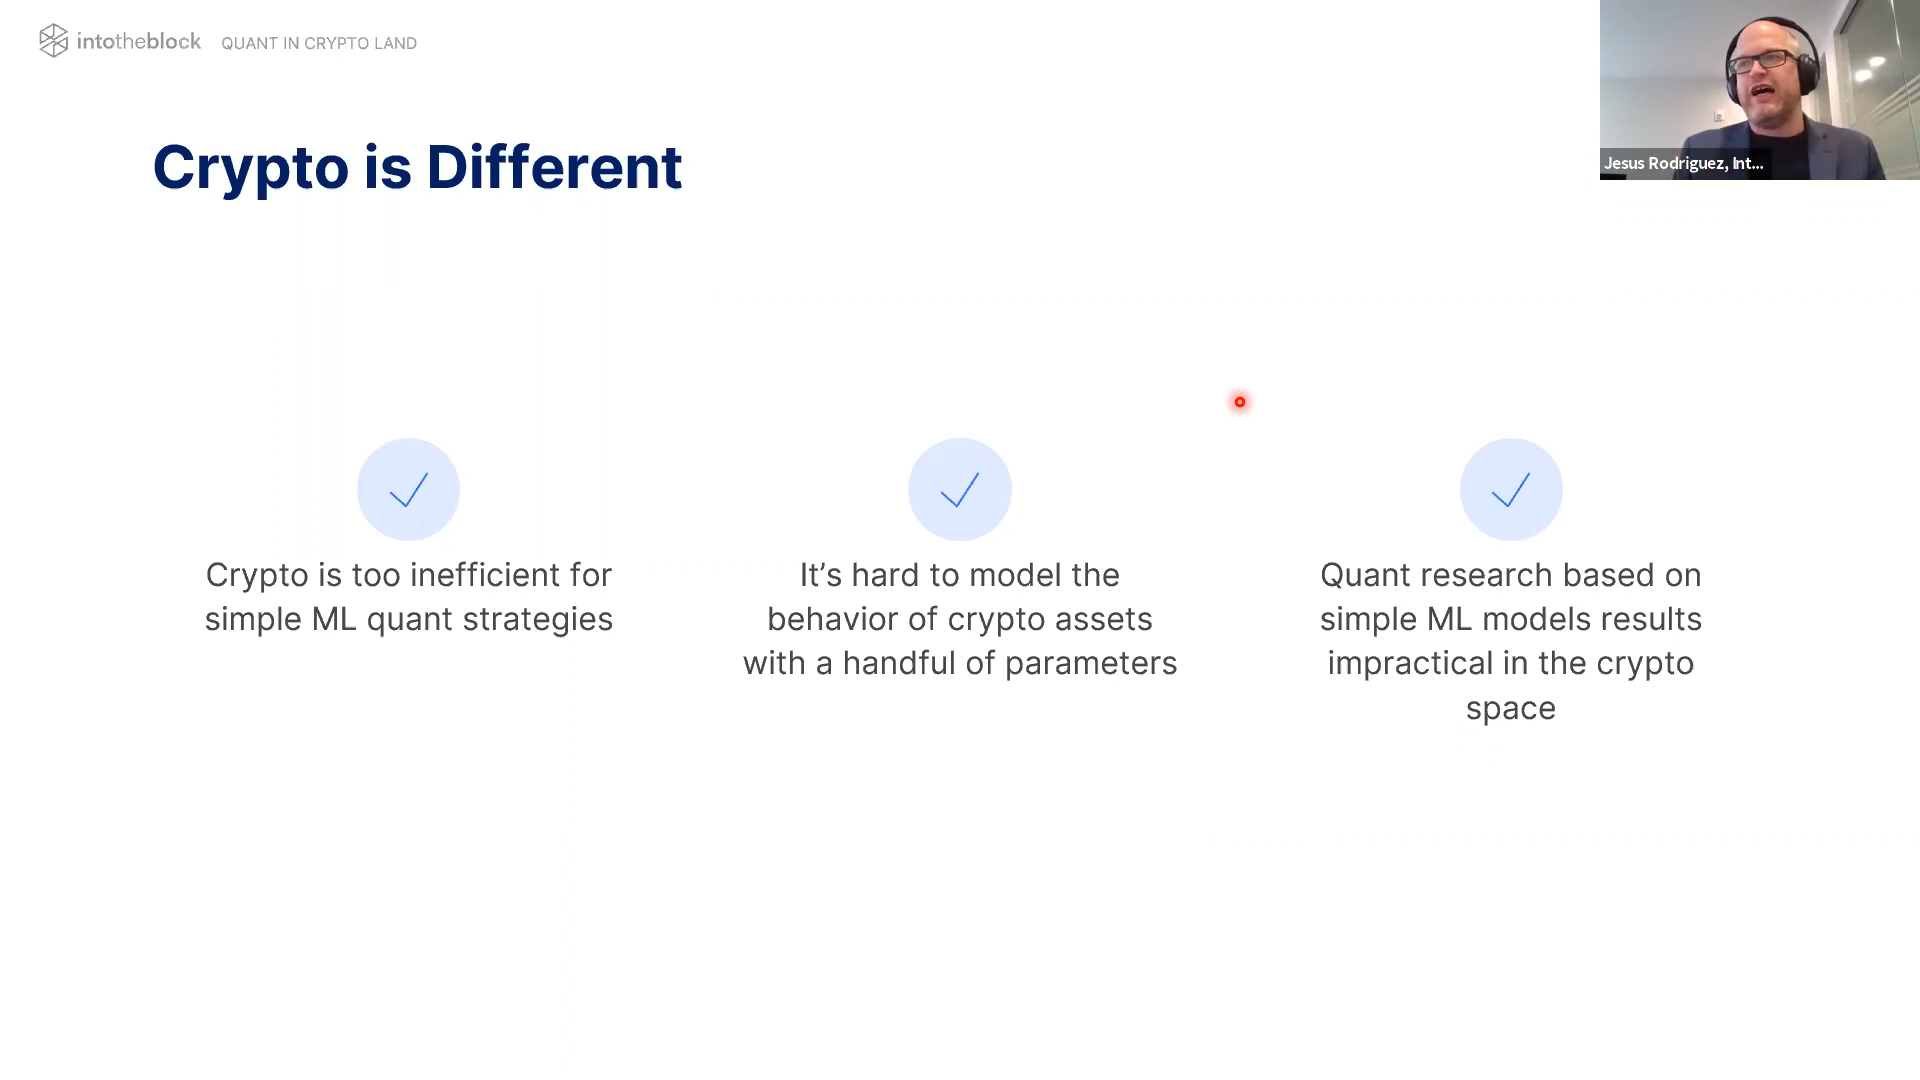 intotheblock QUANT IN CRYPTO LAND
Jesus Rodriguez, Int...
Crypto is Different
Crypto is too inefficient for
simple ML quant strategies
It’s hard to model the
behavior of crypto assets
with a handful of parameters
Quant research based on
simple ML models results
impractical in the crypto
space